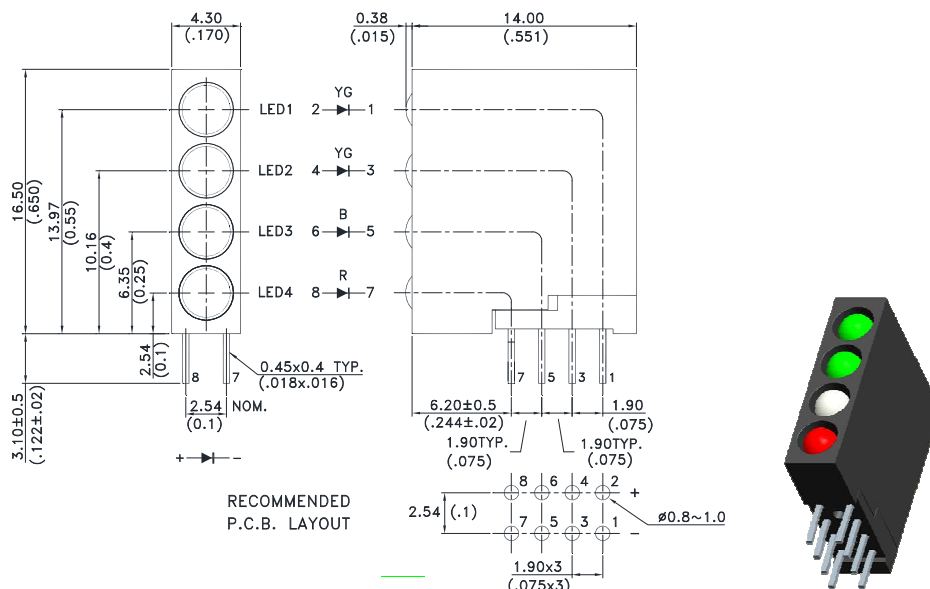 4.30
(.170)
0.38
(.015)
14.00
(.551)
16.50
(.650)
13.97
(0.55)
10.16
(0.4)
6.35
(0.25)
2.54
(0.1)
3.10±0.5
(.122±.02)
LED1 2 YG 1
LED2 4 YG 3
LED3 6 B 5
LED4 8 R 7
8 7
0.45x0.4 TYP.
(.018x.016)
2.54 NOM.
(0.1)
+ -
7 5 3 1
6.20±0.5
(.244±.02)
1.90
(.075)
1.90TYP.
(.075)
1.90TYP.
(.075)
RECOMMENDED
P.C.B. LAYOUT
2.54 (.1)
8 6 4 2 +
7 5 3 1 -
ø0.8~1.0
1.90x3
(.075x3)